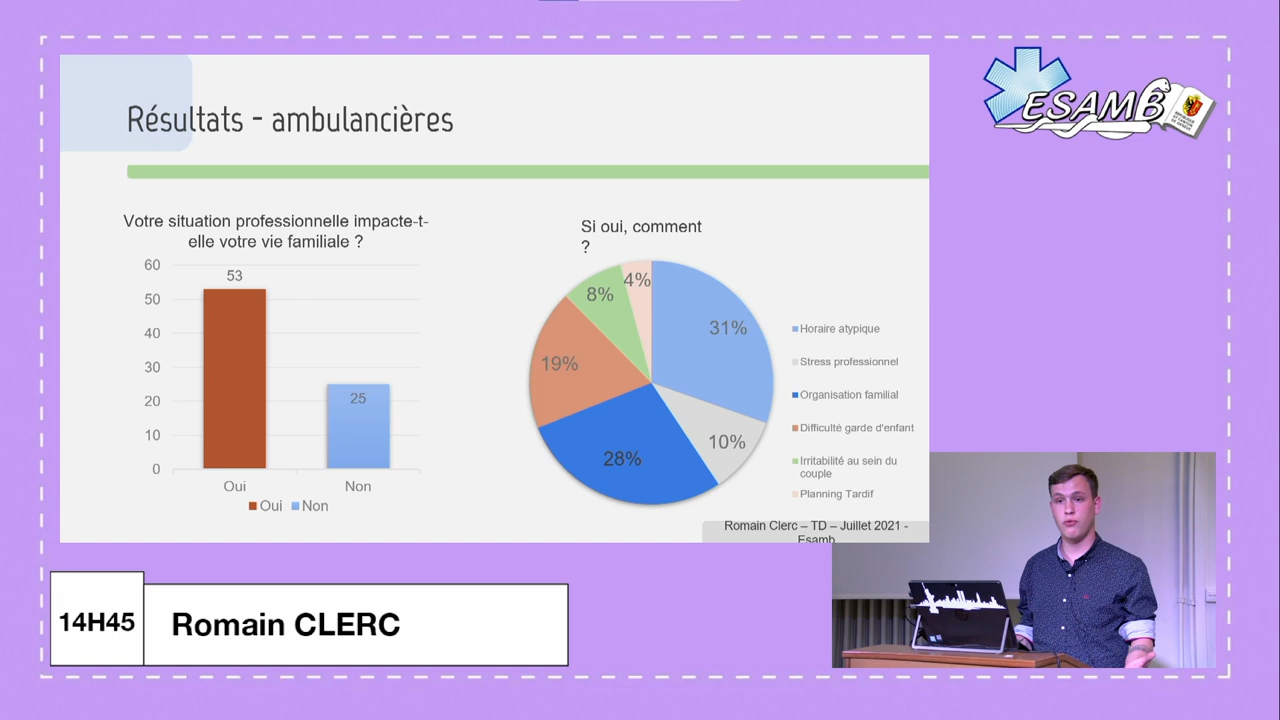 Résultats - ambulancières
ESAMB
Votre situation professionnelle impacte-t-
elle votre vie familiale ?
60
50
40
30
20
10
0
53
25
Oui
Non
Oui
Non
Si oui, comment
?
31%
10%
28%
19%
8%
4%
Horaire atypique
Stress professionnel
Organisation familial
Difficulté garde d'enfant
Irritabilité au sein du
couple
Planning Tardif
Romain Clerc – TD – Juillet 2021 -
Esamb
14H45
Romain CLERC